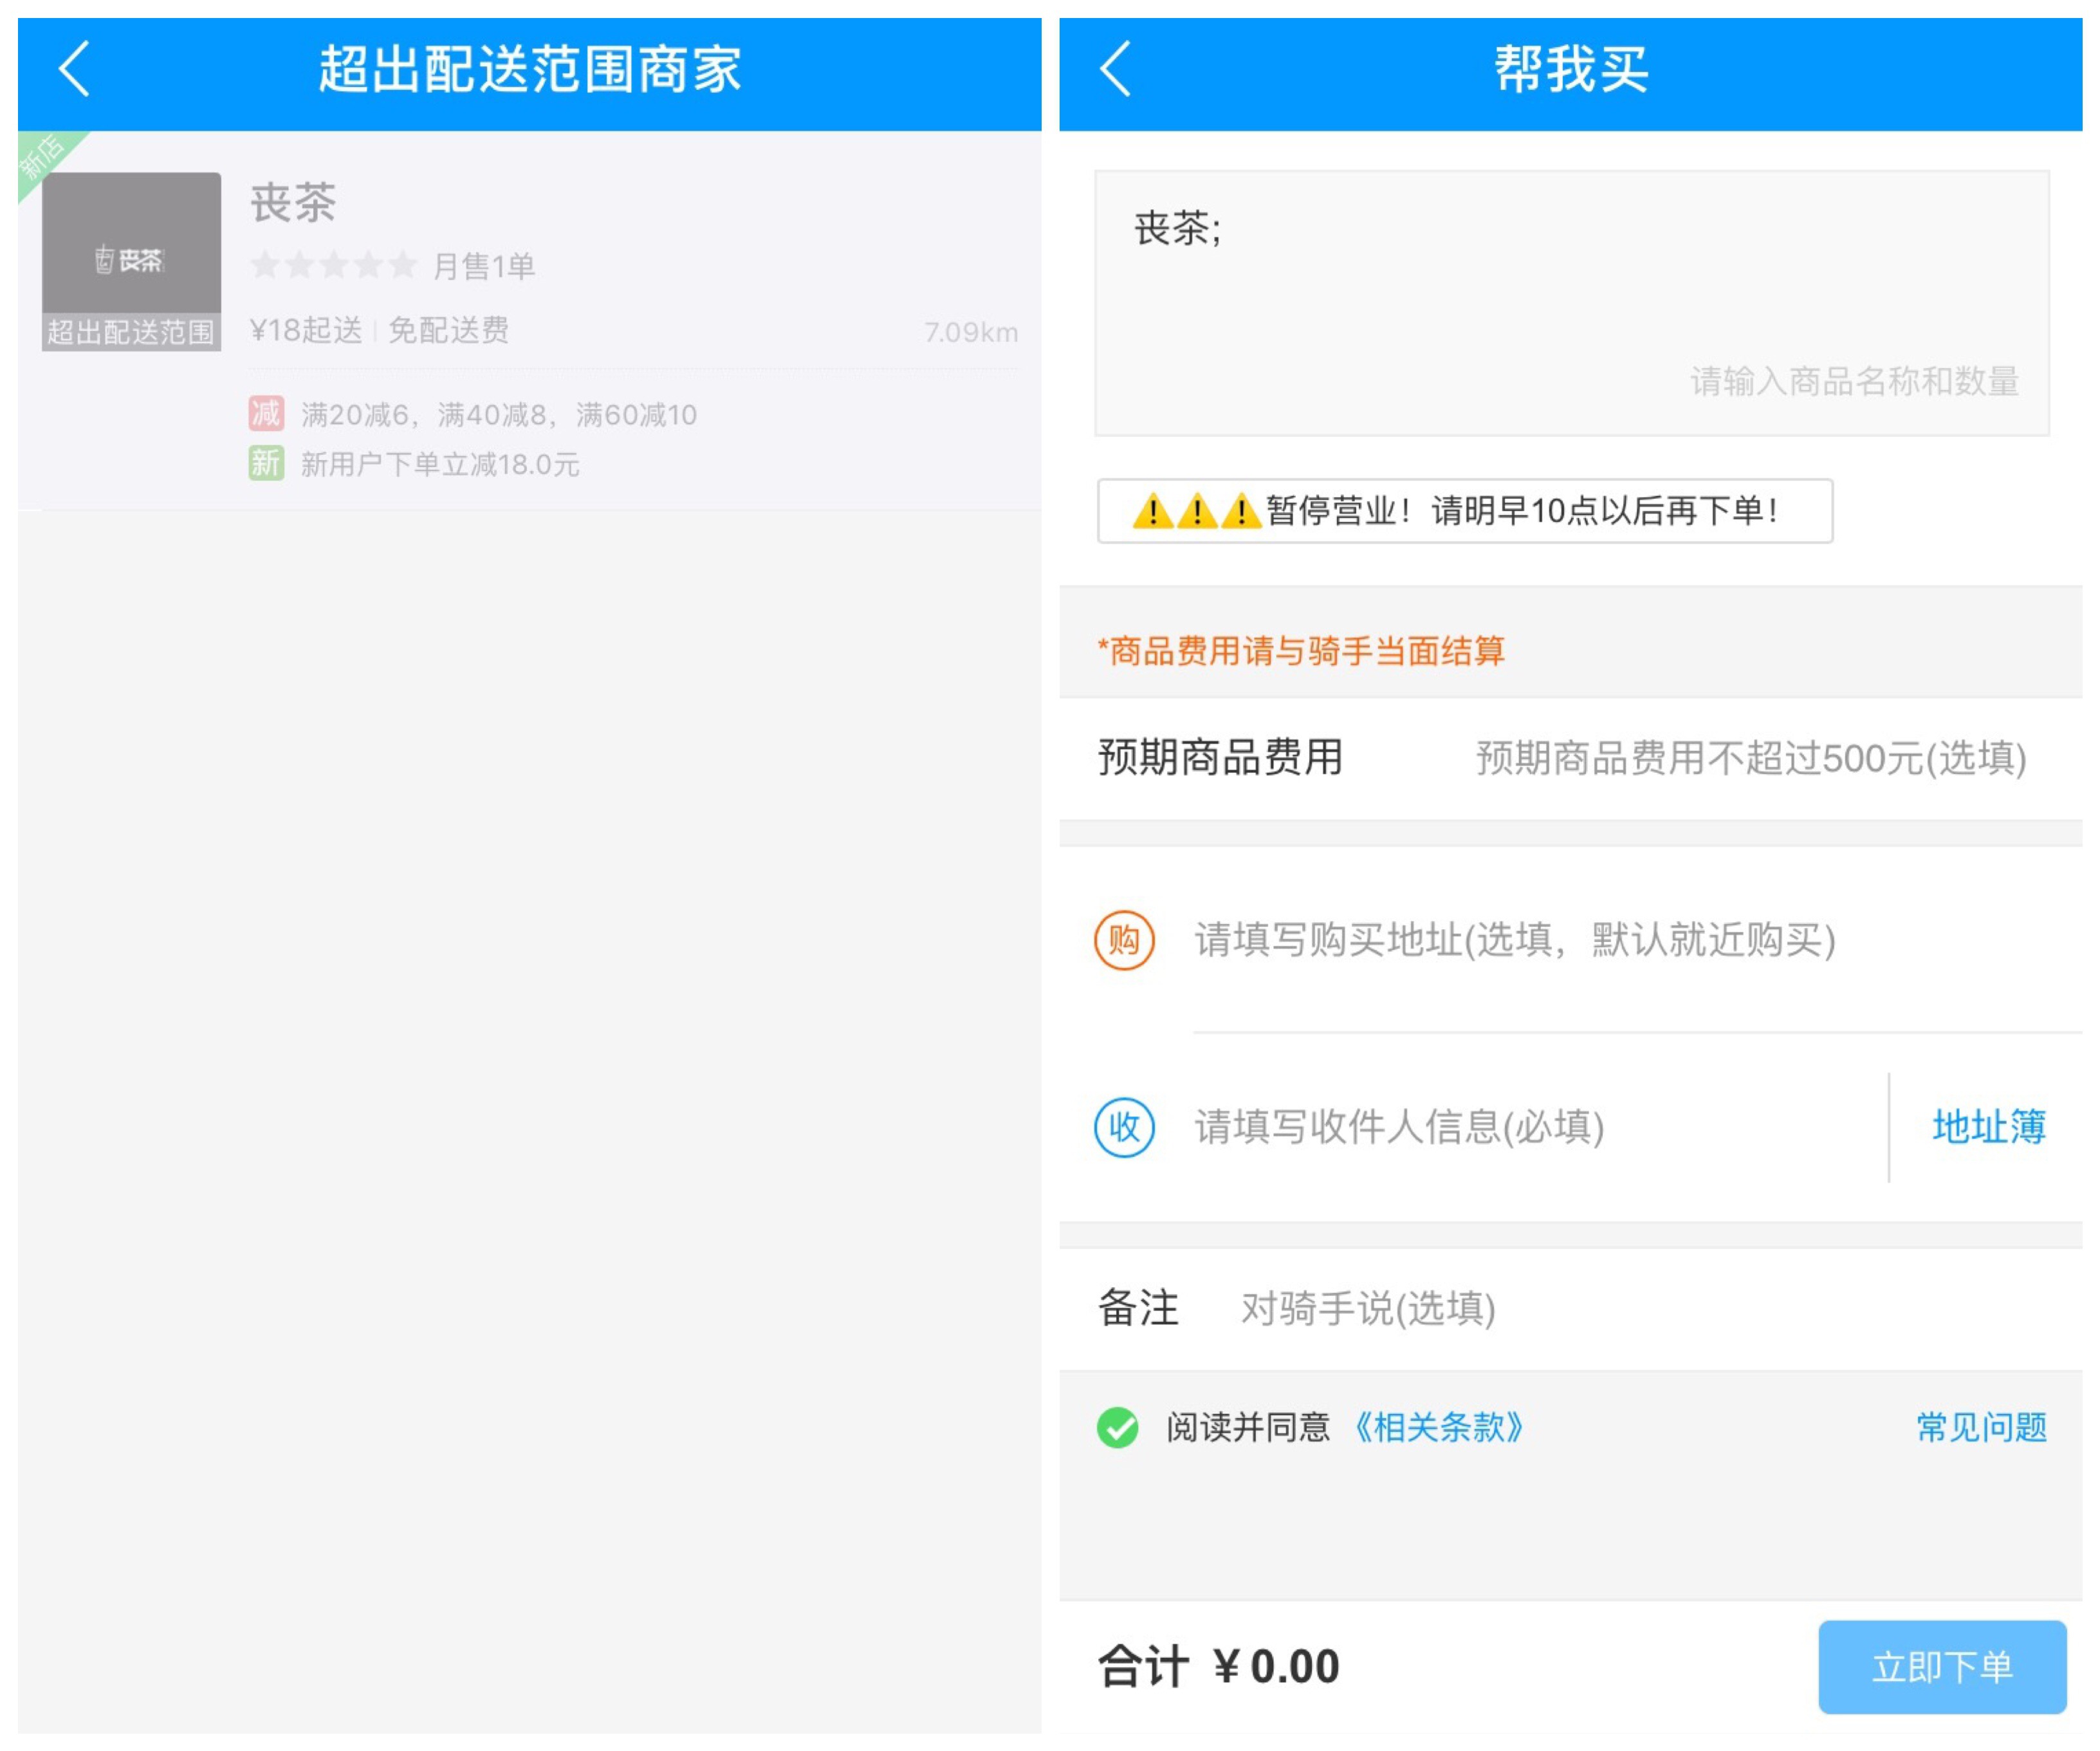 超出配送范围商家
新店
丧茶
丧茶
月售1单
超出配送范围
¥18起送 | 免配送费
7.09km
减 满20减6，满40减8，满60减10
新 新用户下单立减18.0元
帮我买
丧茶;
请输入商品名称和数量
⚠️⚠️⚠️暂停营业！请明早10点以后再下单！
*商品费用请与骑手当面结算
预期商品费用 预期商品费用不超过500元(选填)
购 请填写购买地址(选填，默认就近购买)
收 请填写收件人信息(必填) 地址簿
备注 对骑手说(选填)
阅读并同意《相关条款》 常见问题
合计 ¥0.00 立即下单